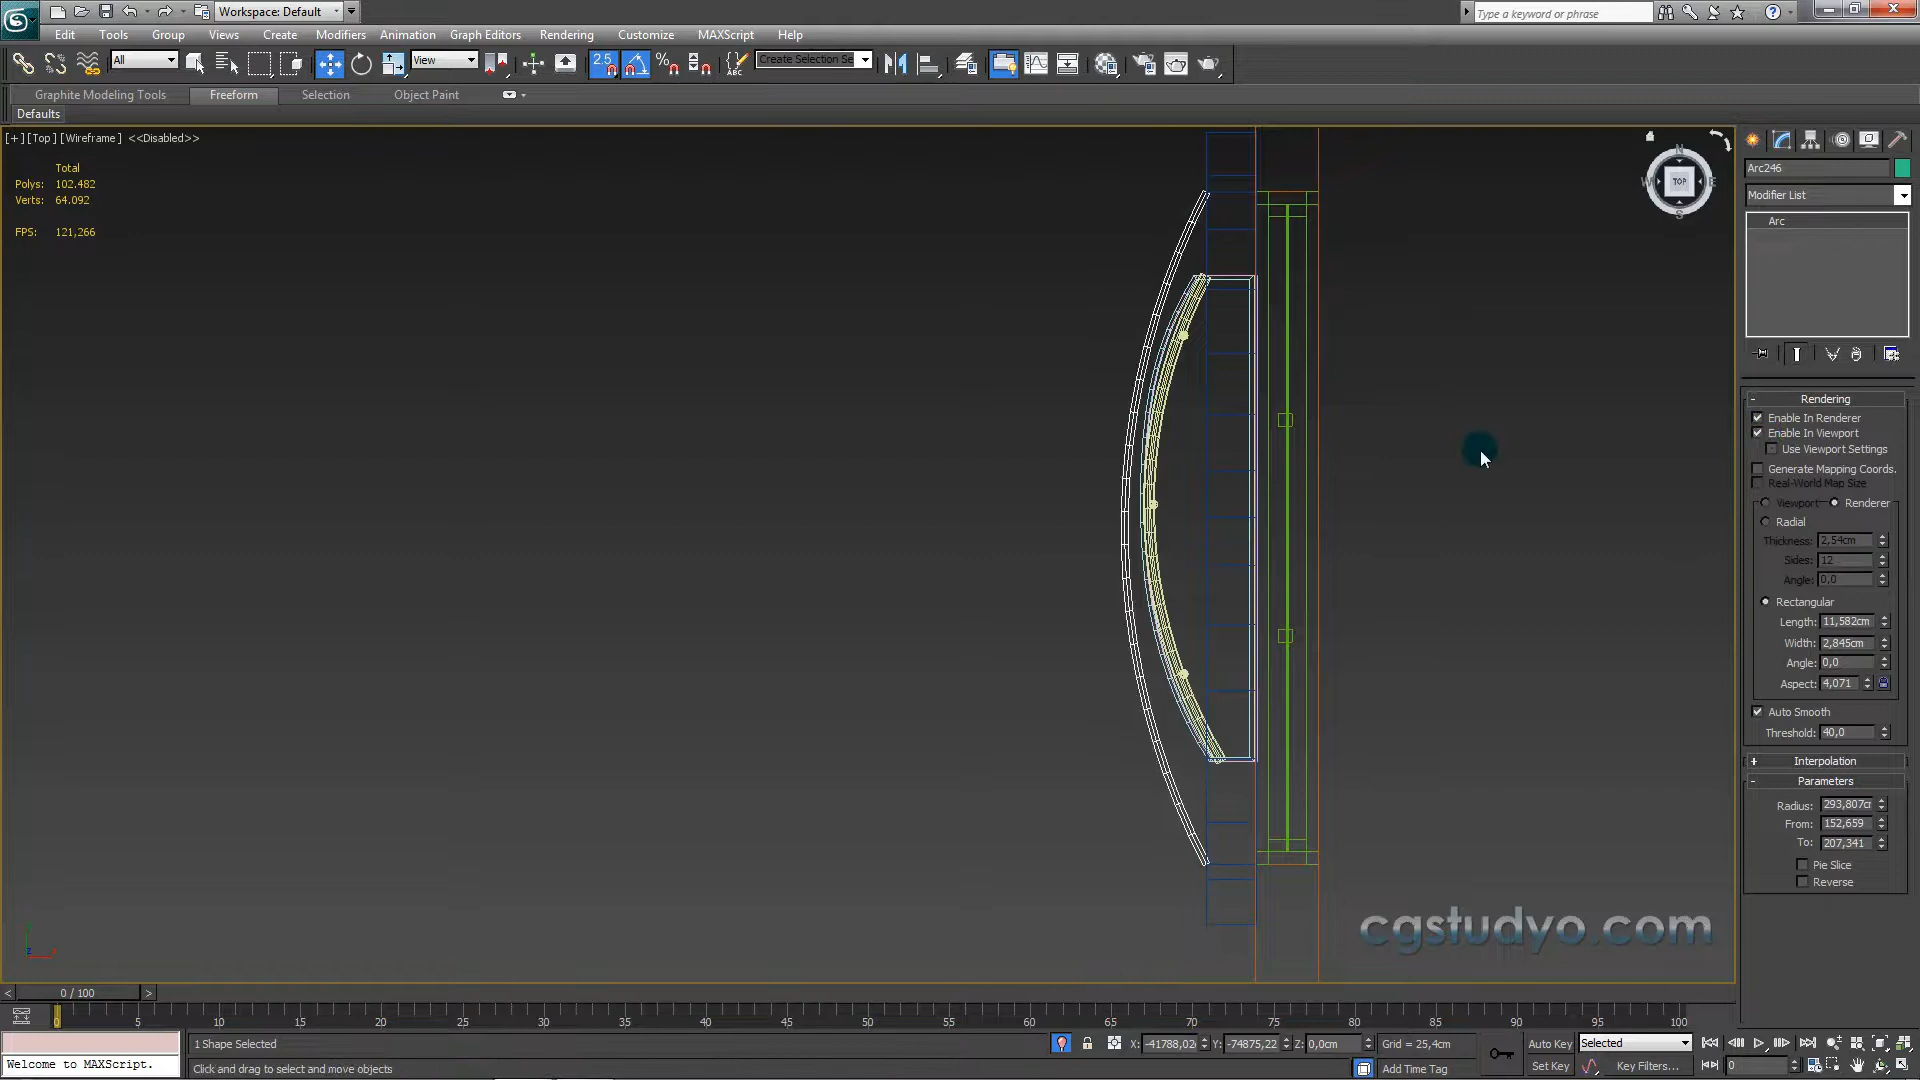 Workspace: Default
Type a keyword or phrase
Edit Tools Group Views Create Modifiers Animation Graph Editors Rendering Customize MAXScript Help
All View 2.5 Create Selection Se
Graphite Modeling Tools Freeform Selection Object Paint
Defaults
[+][Top][Wireframe] <<Disabled>>
Total
Polys: 102.482
Verts: 64.092
FPS: 121,266
N
TOP
S
Arc246
Modifier List
Arc
- Rendering
Enable In Renderer
Enable In Viewport
Use Viewport Settings
Generate Mapping Coords.
Real-World Map Size
Viewport Renderer
Radial
Thickness: 2,54cm
Sides: 12
Angle: 0,0
Rectangular
Length: 11,582cm
Width: 2,845cm
Angle: 0,0
Aspect: 4,071
Auto Smooth
Threshold: 40,0
+ Interpolation
- Parameters
Radius: 293,807c
From: 152,659
To: 207,341
Pie Slice
Reverse
cgstudyo.com
< 0 / 100 >
0 5 10 15 20 25 30 35 40 45 50 55 60 65 70 75 80 85 90 95 100
1 Shape Selected X: -41788,02 Y: -74875,22 Z: 0,0cm Grid = 25,4cm Auto Key Selected
Welcome to MAXScript. Click and drag to select and move objects Add Time Tag Set Key Key Filters... 0